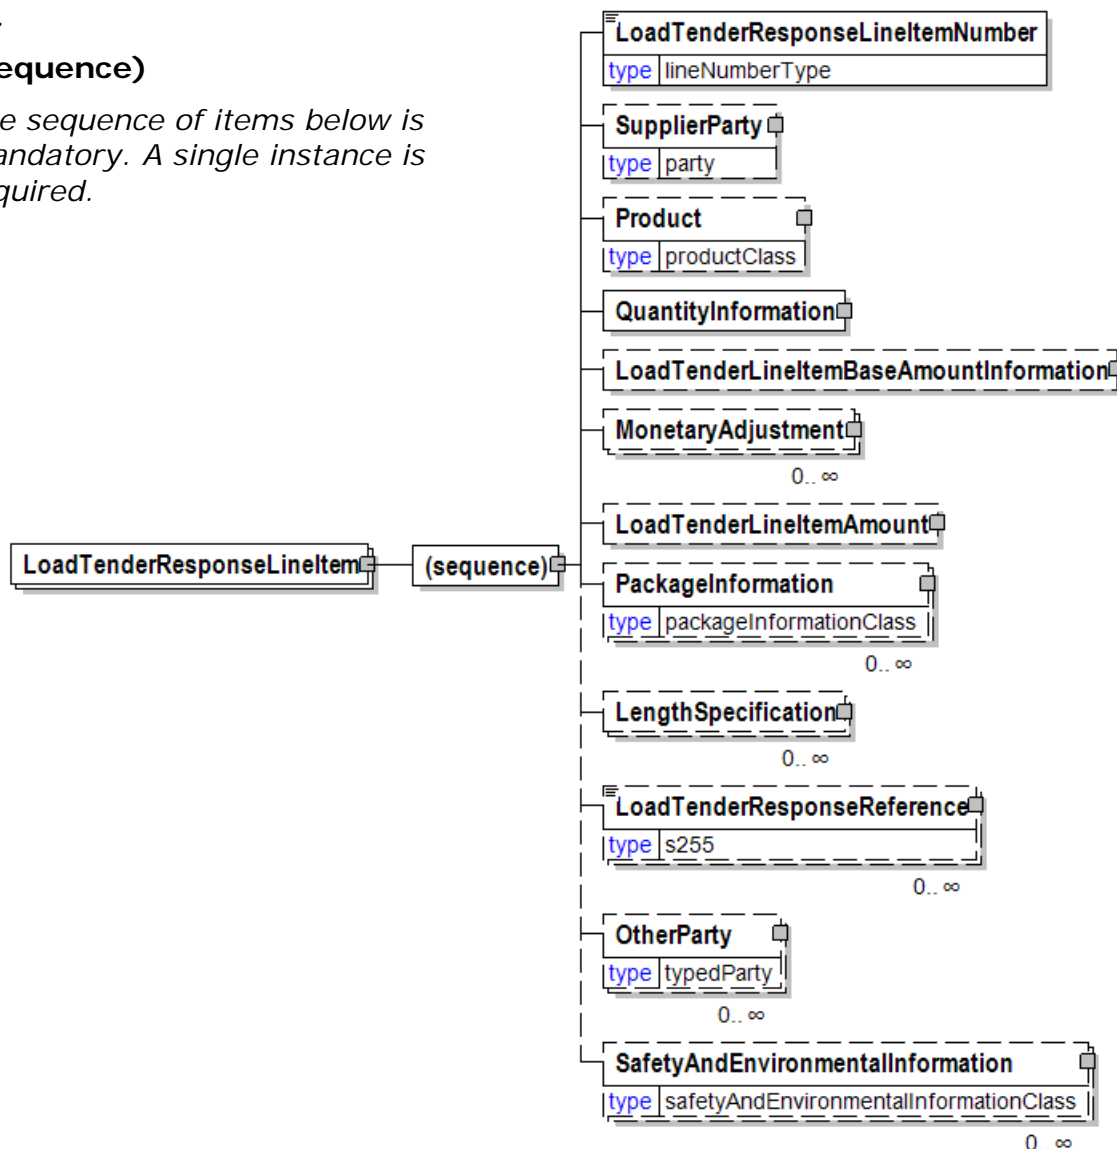 equence)
e sequence of items below is
andatory. A single instance is
quired.
LoadTenderResponseLineItem
(sequence)
LoadTenderResponseLineItemNumber
type lineNumberType
SupplierParty
type party
Product
type productClass
QuantityInformation
LoadTenderLineItemBaseAmountInformation
MonetaryAdjustment
0.. ∞
LoadTenderLineItemAmount
PackageInformation
type packageInformationClass
0.. ∞
LengthSpecification
0.. ∞
LoadTenderResponseReference
type s255
0.. ∞
OtherParty
type typedParty
0.. ∞
SafetyAndEnvironmentalInformation
type safetyAndEnvironmentalInformationClass
0.. ∞